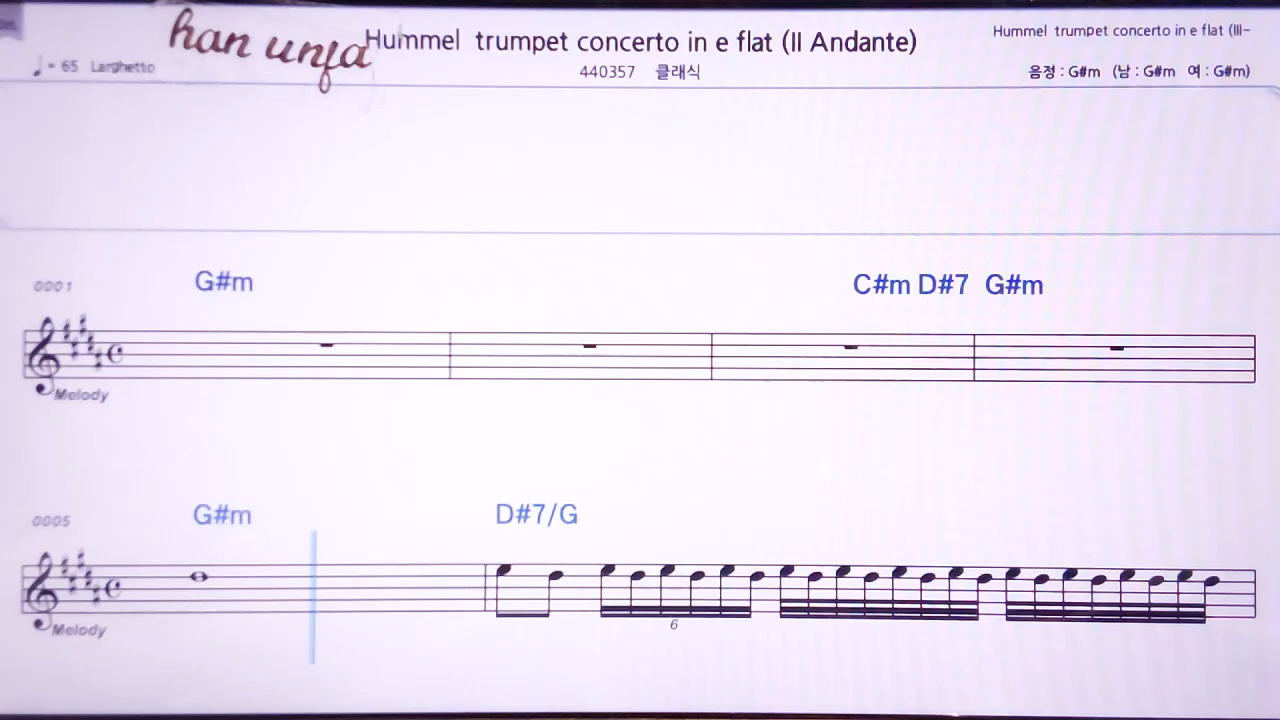 han unfa
Hummel trumpet concerto in e flat (II Andante)
Hummel trumpet concerto in e flat (III-
♩= 65 Larghetto
440357 클래식
음정 : G#m (남 : G#m 여 : G#m)
0001 G#m C#m D#7 G#m
Melody
0005 G#m D#7/G
Melody
6